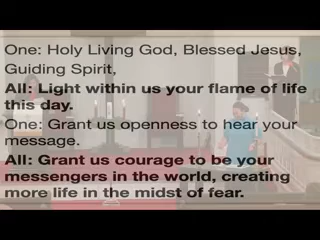 One: Holy Living God, Blessed Jesus,
Guiding Spirit,
All: Light within us your flame of life
this day.
One: Grant us openness to hear your
message.
All: Grant us courage to be your
messengers in the world, creating
more life in the midst of fear.